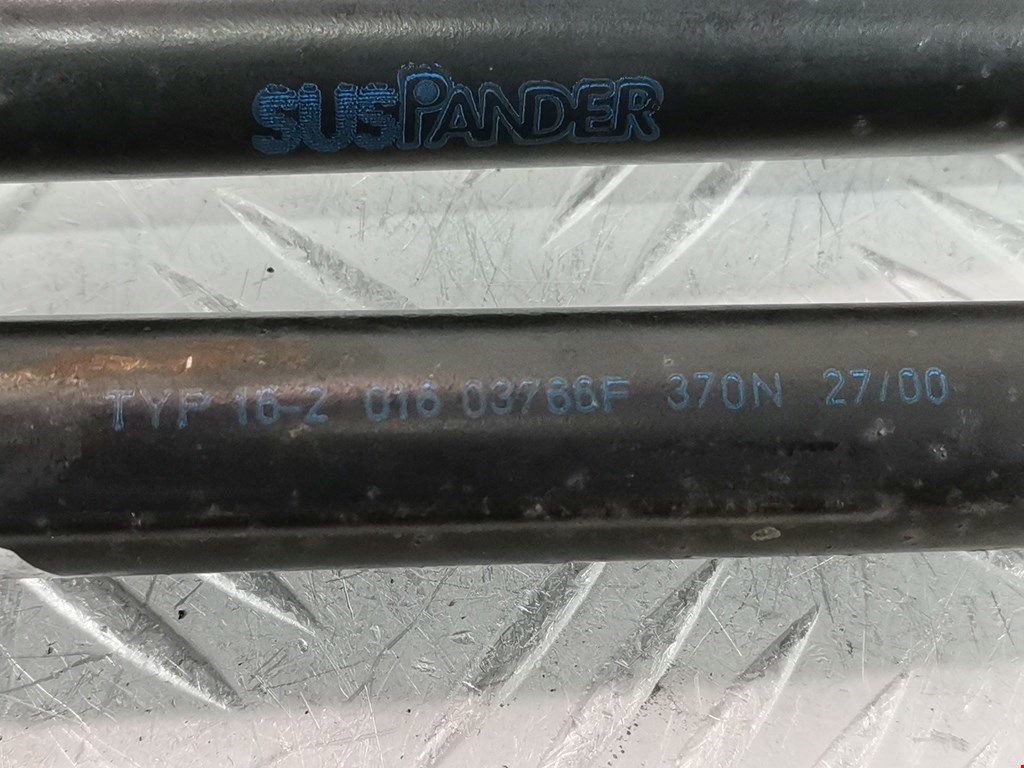 SUSPANDER
TYP 16-2 016 03766F 370N 27/00